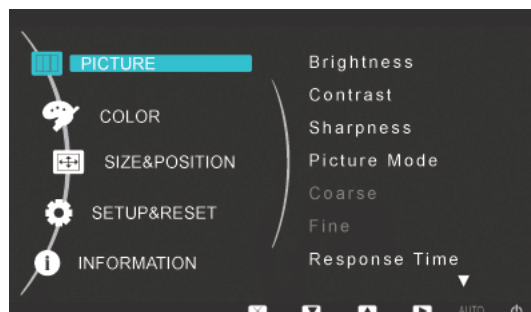 PICTURE
COLOR
SIZE&POSITION
SETUP&RESET
INFORMATION
Brightness
Contrast
Sharpness
Picture Mode
Coarse
Fine
Response Time
AUTO